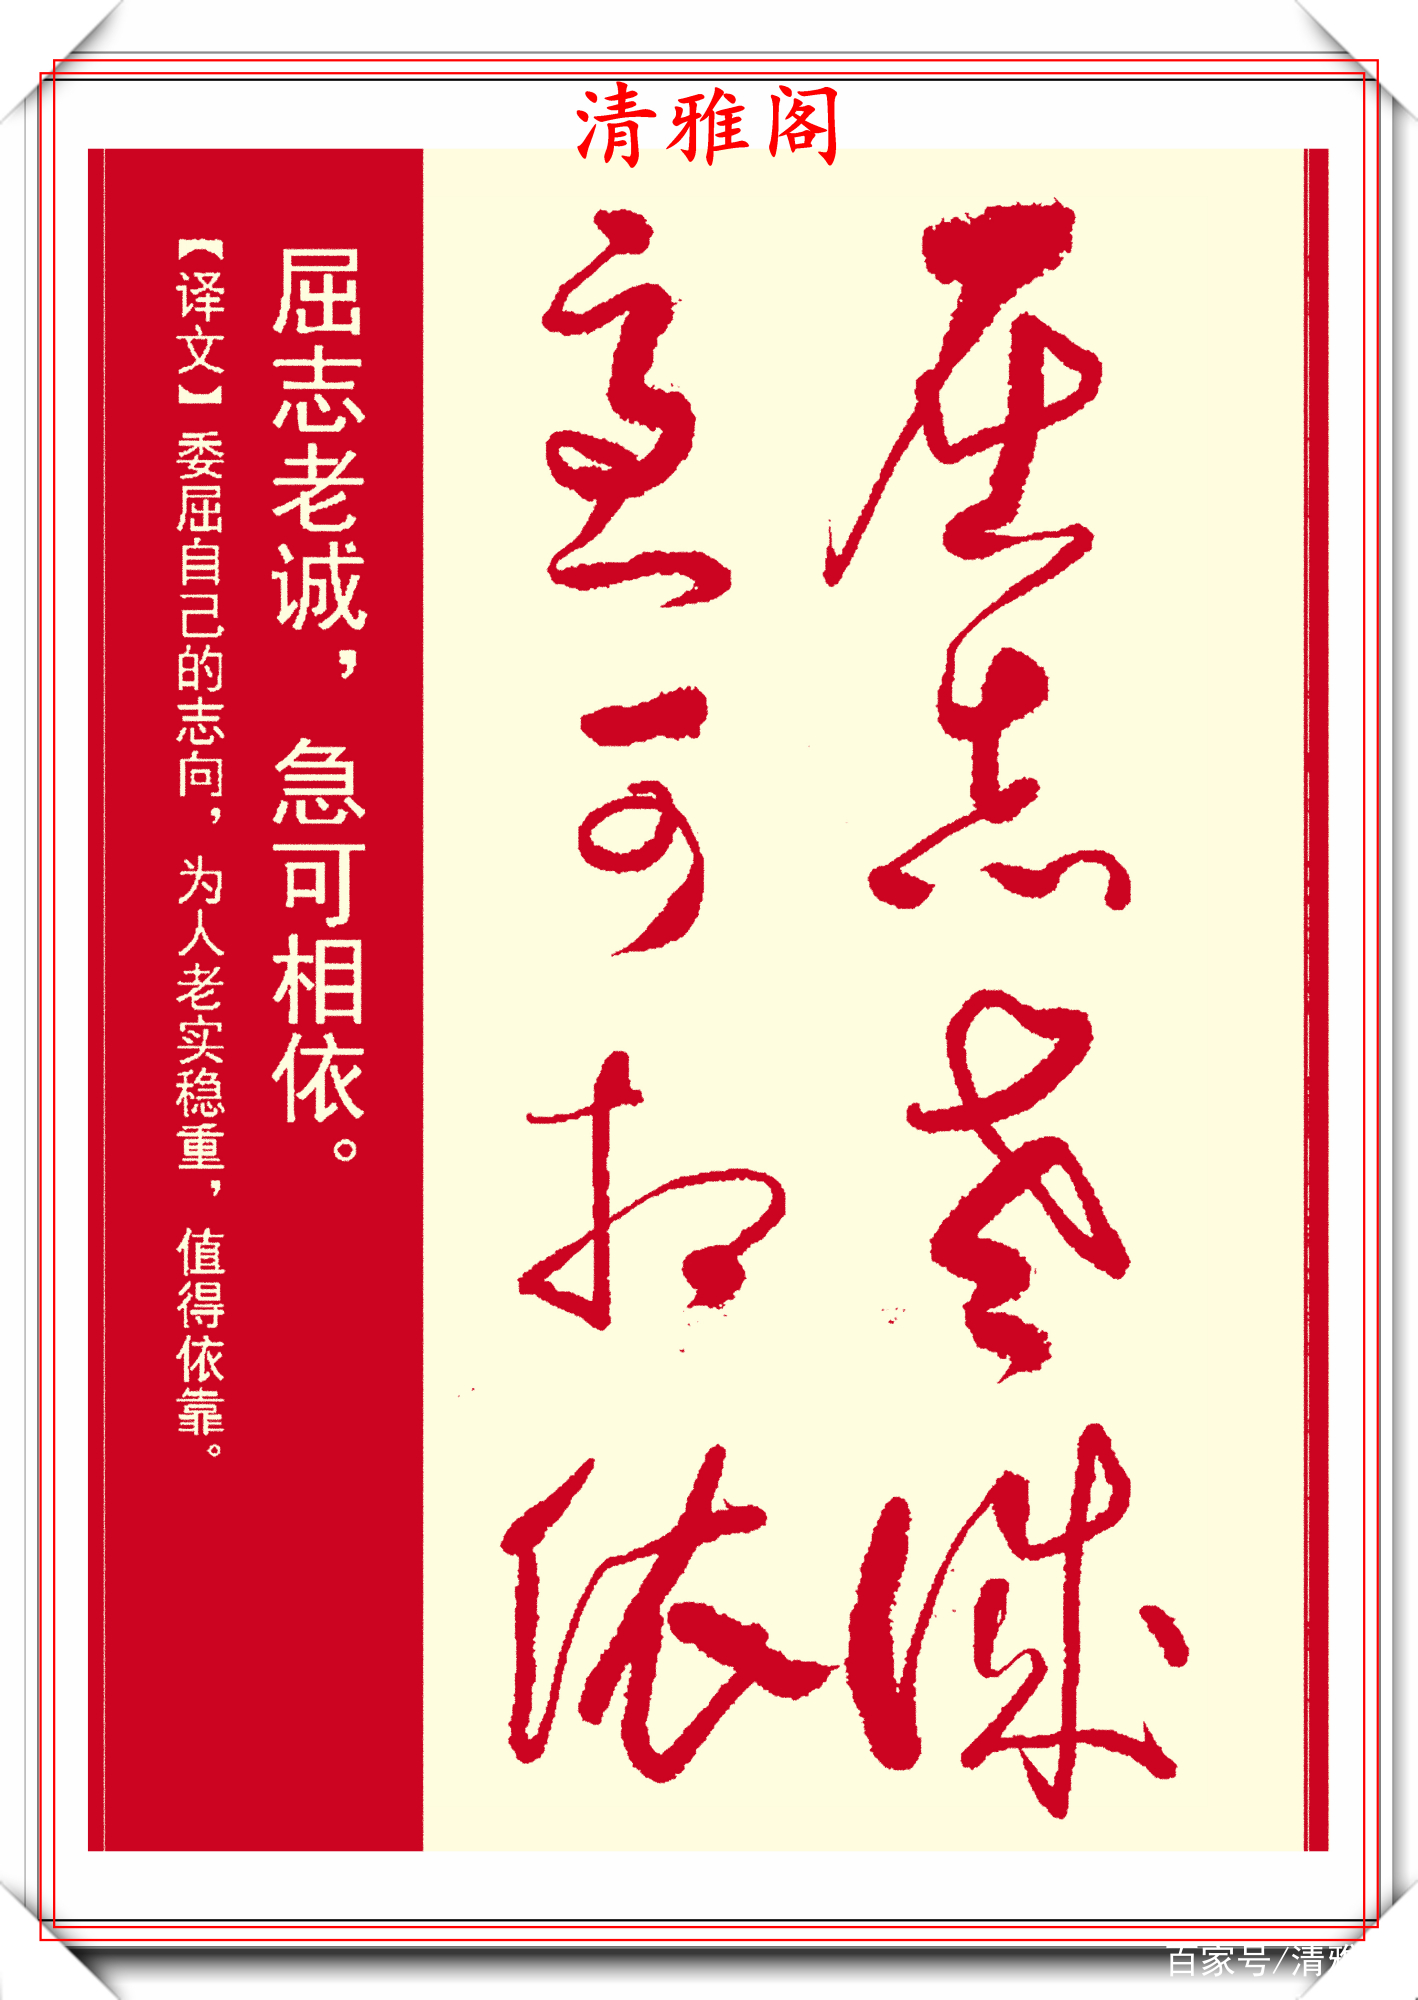 清雅阁
屈志老诚
急可相依
屈志老诚，急可相依。
【译文】委屈自己的志向，为人老实稳重，值得依靠。
百家号/清雅